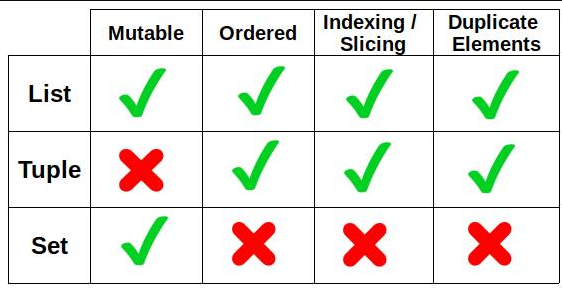 Mutable
Ordered
Indexing /
Slicing
Duplicate
Elements
List
Tuple
Set